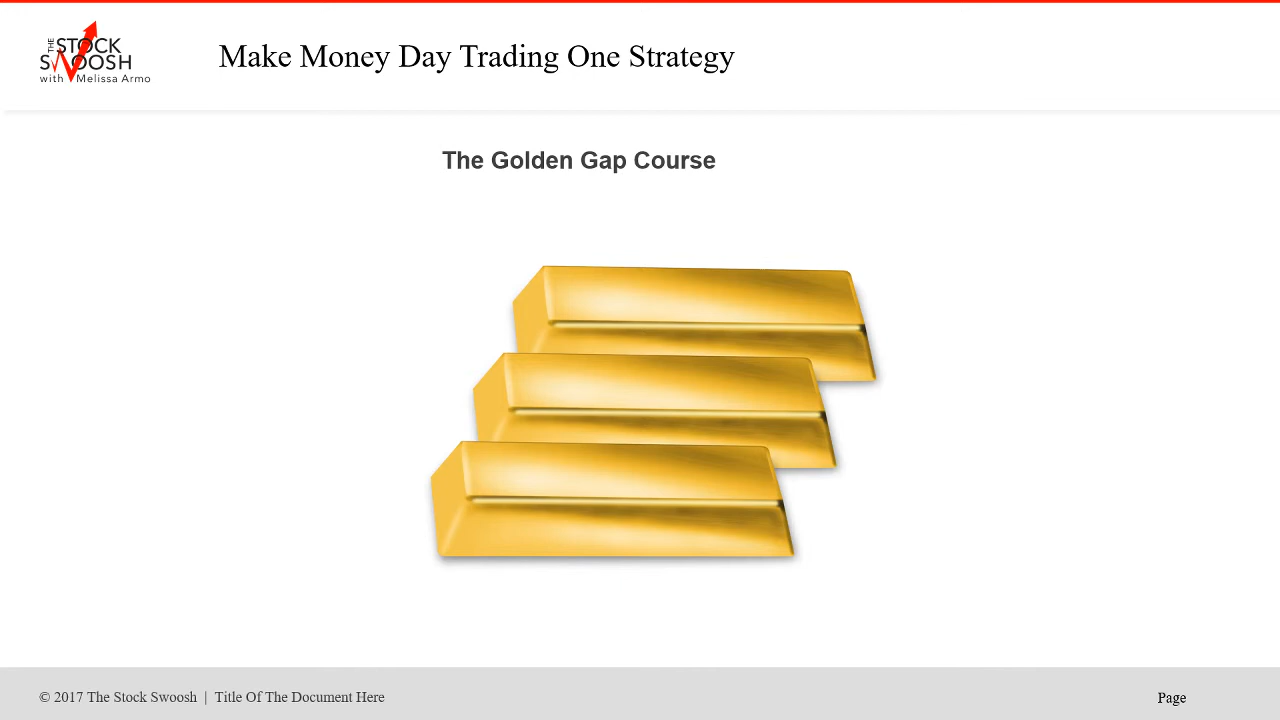 THE STOCK
SWOOSH
with Melissa Armo
Make Money Day Trading One Strategy
The Golden Gap Course
© 2017 The Stock Swoosh | Title Of The Document Here
Page